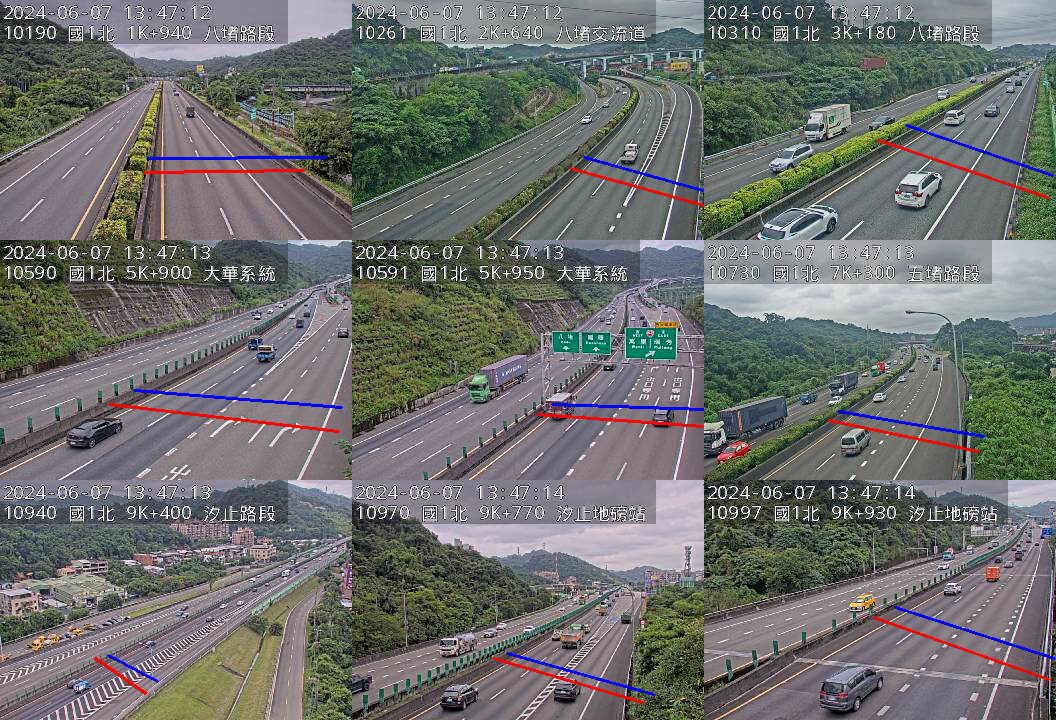 2024-06-07 13:47:12
10190 國1北 1K+940 八堵路段
2024-06-07 13:47:12
10261 國1北 2K+640 八堵交流道
2024-06-07 13:47:12
10310 國1北 3K+180 八堵路段
2024-06-07 13:47:13
10590 國1北 5K+900 大華系統
2024-06-07 13:47:13
10591 國1北 5K+950 大華系統
2024-06-07 13:47:13
10730 國1北 7K+300 五堵路段
2024-06-07 13:47:13
10940 國1北 9K+400 汐止路段
2024-06-07 13:47:14
10970 國1北 9K+770 汐止地磅站
2024-06-07 13:47:14
10997 國1北 9K+930 汐止地磅站